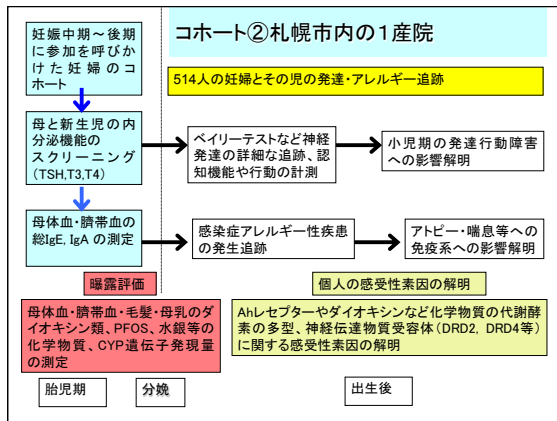 妊娠中期～後期
に参加を呼びか
けた妊婦のコ
ホート
コホート②札幌市内の1産院
514人の妊婦とその児の発達・アレルギー追跡
母と新生児の内
分泌機能の
スクリーニング
(TSH,T3,T4)
ベイリーテストなど神経
発達の詳細な追跡、認
知機能や行動の計測
小児期の発達行動障害
への影響解明
母体血・臍帯血の
総IgE, IgA の測定
感染症アレルギー性疾患
の発生追跡
アトピー・喘息等への
免疫系への影響解明
曝露評価
個人の感受性素因の解明
母体血・臍帯血・毛髪・母乳のダ
イオキシン類、PFOS、水銀等の
化学物質、CYP遺伝子発現量
の測定
Ahレセプターやダイオキシンなど化学物質の代謝酵
素の多型、神経伝達物質受容体(DRD2, DRD4等)
に関する感受性素因の解明
胎児期
分娩
出生後